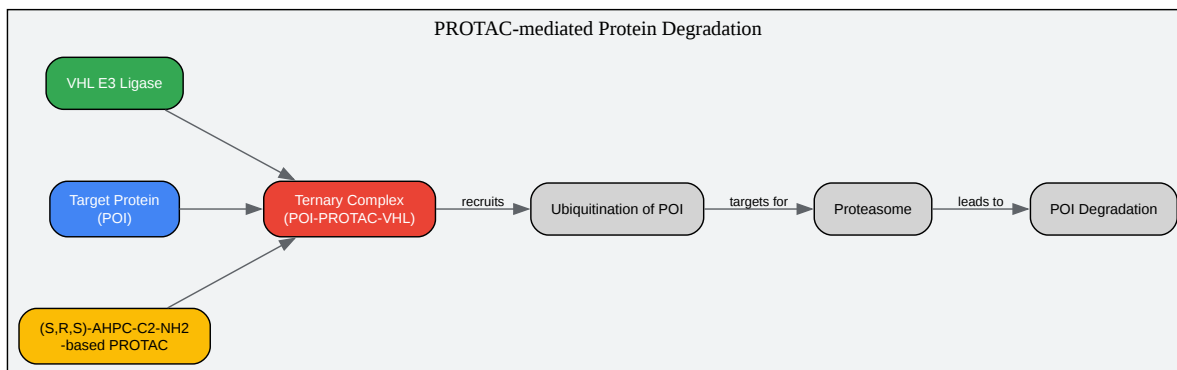 PROTAC-mediated Protein Degradation
VHL E3 Ligase
Target Protein
(POI)
(S,R,S)-AHPC-C2-NH2
-based PROTAC
Ternary Complex
(POI-PROTAC-VHL)
recruits
Ubiquitination of POI
targets for
Proteasome
leads to
POI Degradation